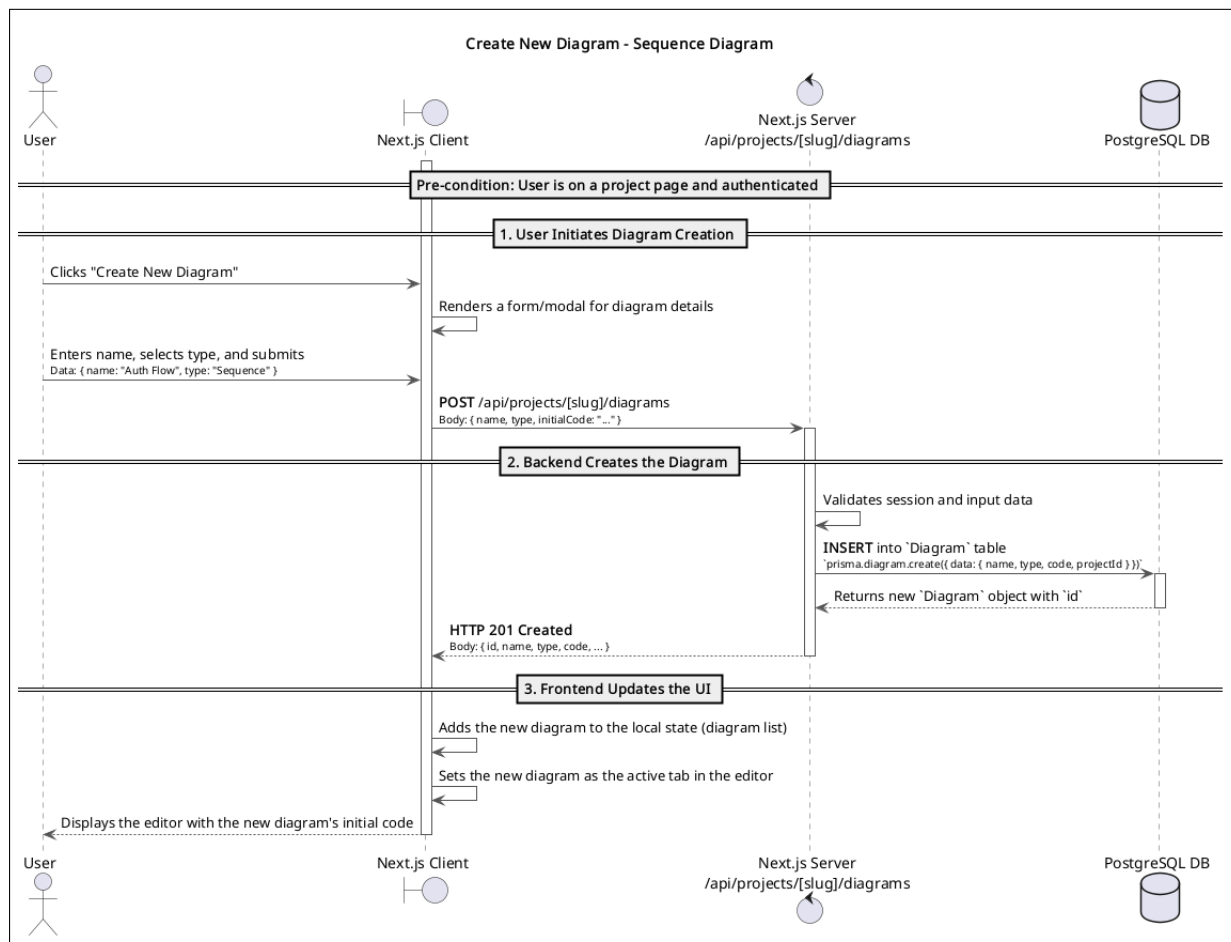 Create New Diagram - Sequence Diagram
User
Next.js Client
Next.js Server
/api/projects/[slug]/diagrams
PostgreSQL DB
Pre-condition: User is on a project page and authenticated
1. User Initiates Diagram Creation
Clicks "Create New Diagram"
Renders a form/modal for diagram details
Enters name, selects type, and submits
Data: { name: "Auth Flow", type: "Sequence" }
POST /api/projects/[slug]/diagrams
Body: { name, type, initialCode: "..." }
2. Backend Creates the Diagram
Validates session and input data
INSERT into `Diagram` table
`prisma.diagram.create({ data: { name, type, code, projectId } })`
Returns new `Diagram` object with `id`
HTTP 201 Created
Body: { id, name, type, code, ... }
3. Frontend Updates the UI
Adds the new diagram to the local state (diagram list)
Sets the new diagram as the active tab in the editor
Displays the editor with the new diagram's initial code
User
Next.js Client
Next.js Server
/api/projects/[slug]/diagrams
PostgreSQL DB